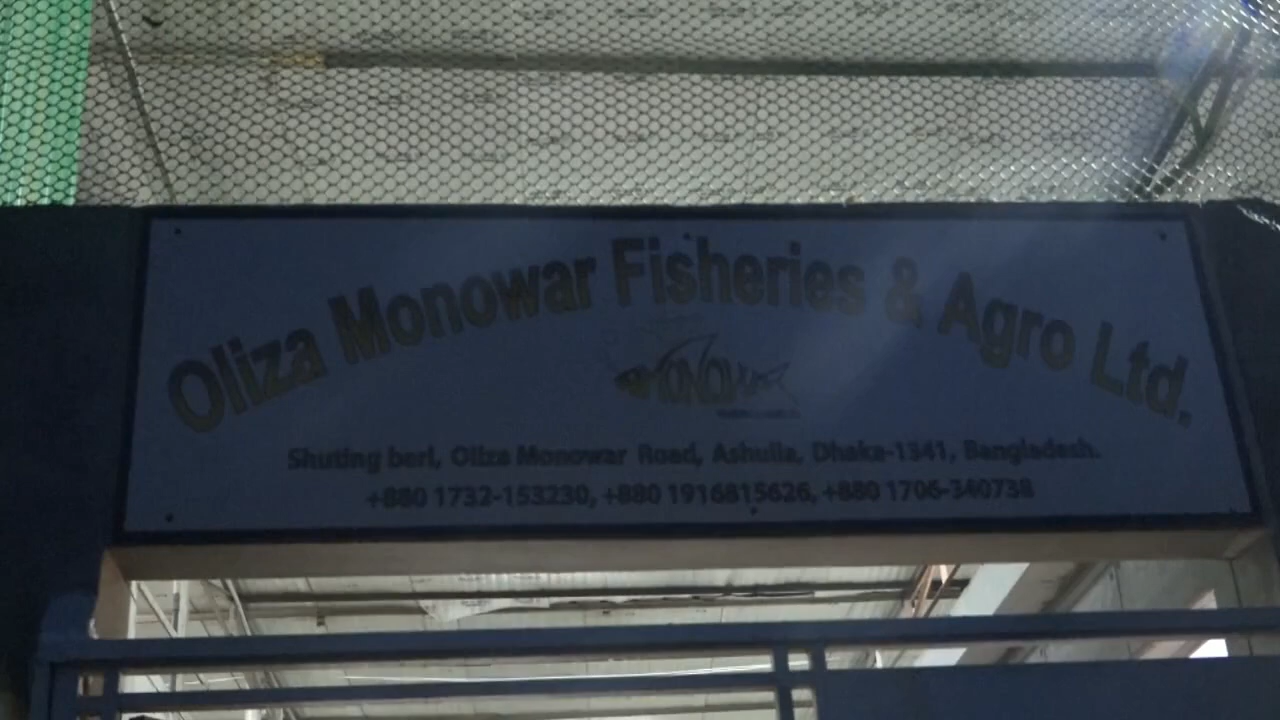 Oliza Monowar Fisheries & Agro Ltd.
MONOWAR
Shuting beri, Oliza Monowar Road, Ashulia, Dhaka-1341, Bangladesh.
+880 1732-153230, +880 1916815626, +880 1706-340738